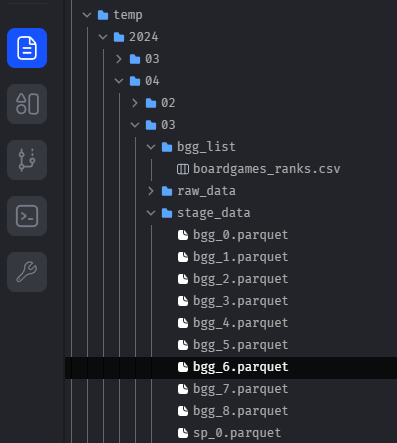 temp
2024
03
04
02
03
bgg_list
boardgames_ranks.csv
raw_data
stage_data
bgg_0.parquet
bgg_1.parquet
bgg_2.parquet
bgg_3.parquet
bgg_4.parquet
bgg_5.parquet
bgg_6.parquet
bgg_7.parquet
bgg_8.parquet
sp_0.parquet